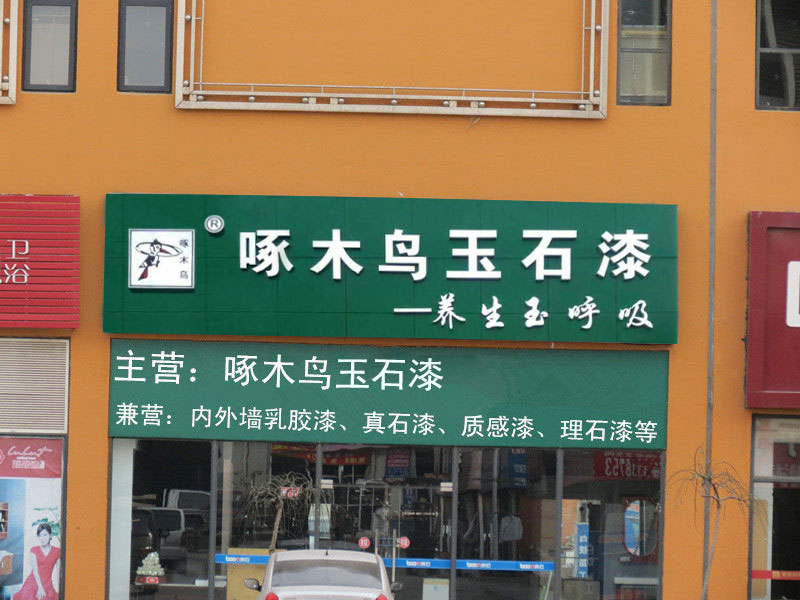 啄木鸟
®
啄木鸟玉石漆
—养生玉呼吸
主营：啄木鸟玉石漆
兼营：内外墙乳胶漆、真石漆、质感漆、理石漆等
卫
浴